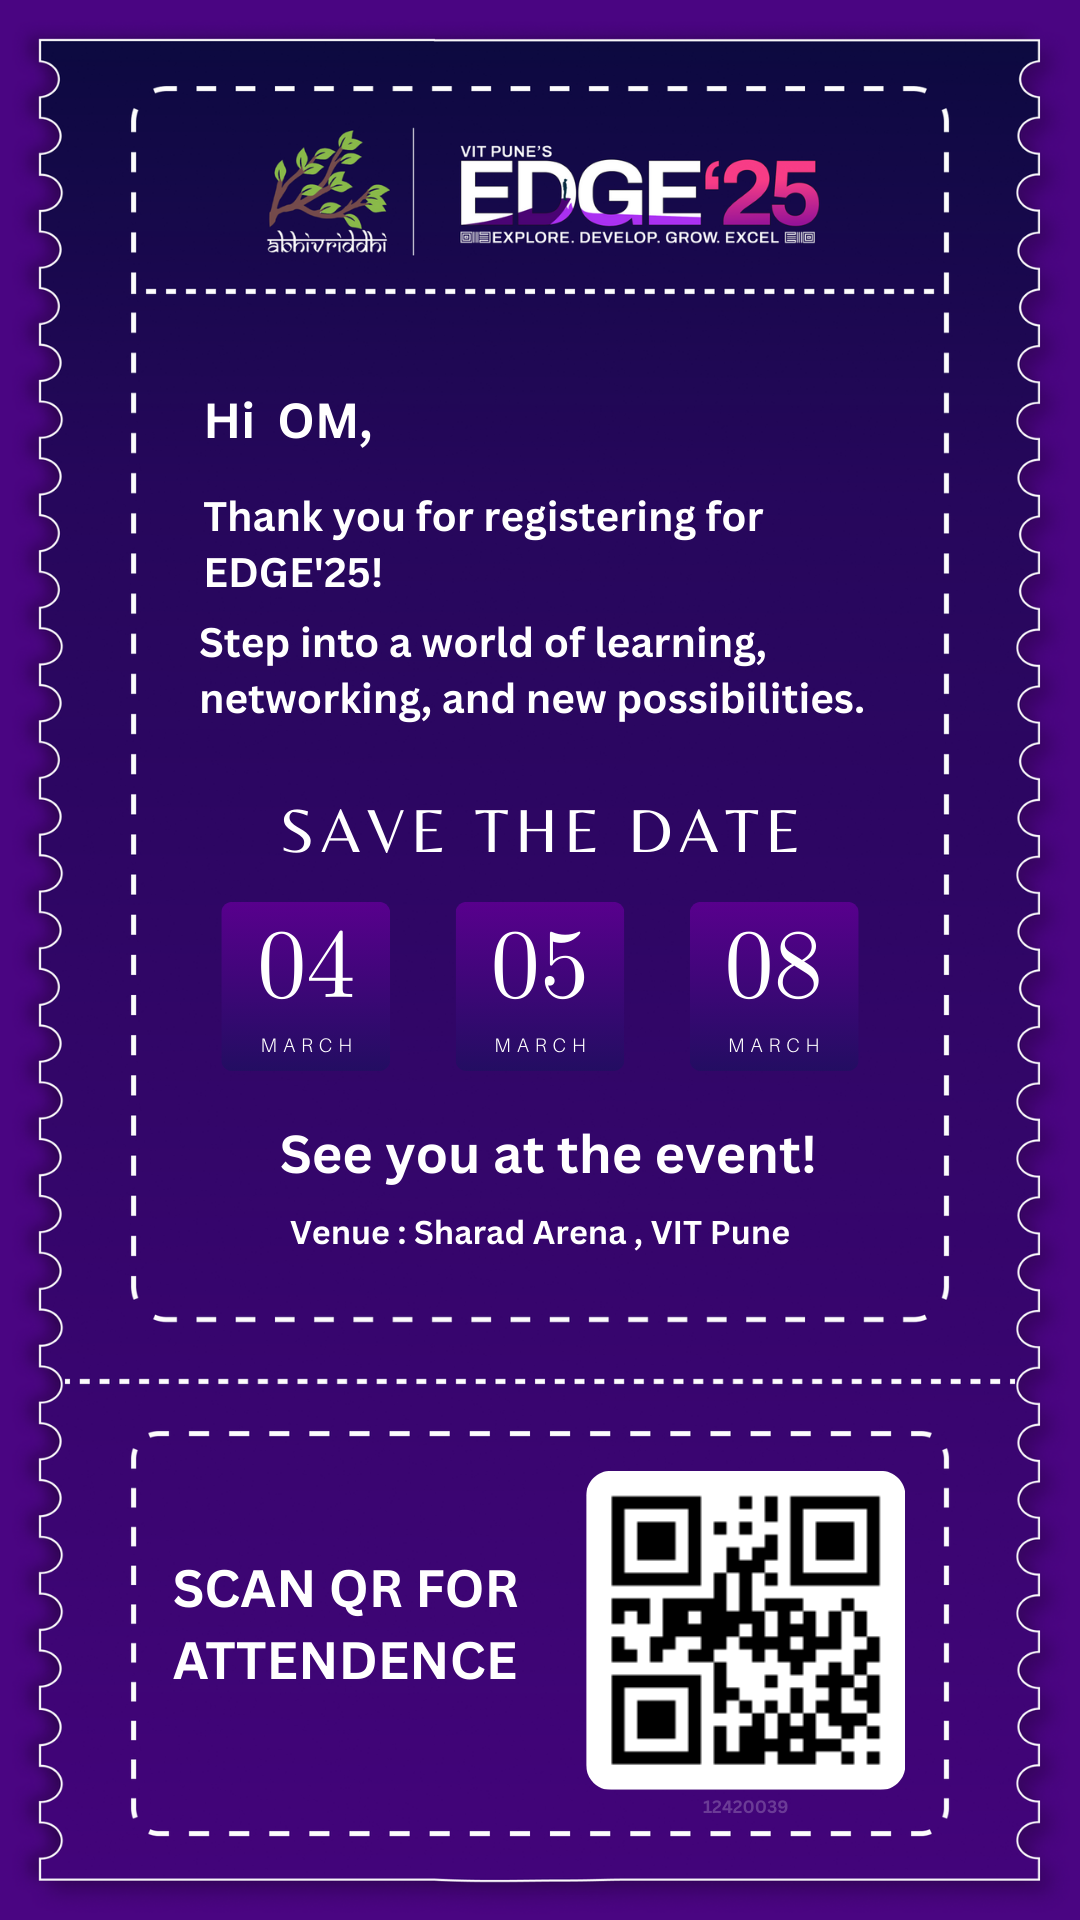 abhivriddhi
VIT PUNE'S
EDGE'25
EXPLORE. DEVELOP. GROW. EXCEL
Hi OM,
Thank you for registering for
EDGE'25!
Step into a world of learning,
networking, and new possibilities.
SAVE THE DATE
04 05 08
MARCH MARCH MARCH
See you at the event!
Venue : Sharad Arena , VIT Pune
SCAN QR FOR
ATTENDENCE
12420039